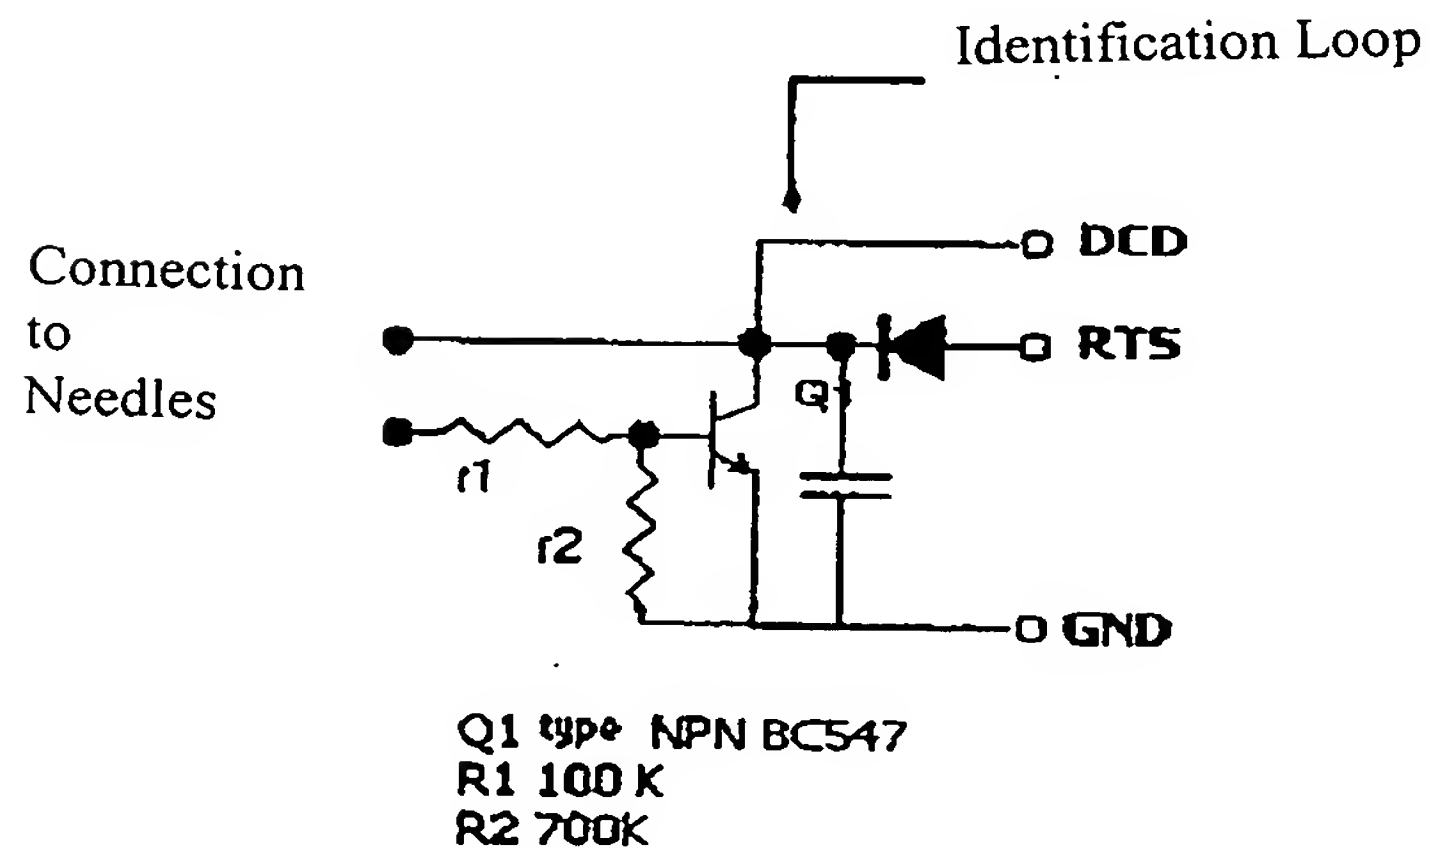 Identification Loop
DCD
Connection
to
Needles
RTS
Q1
r1
r2
GND
Q1 type NPN BC547
R1 100 K
R2 700K